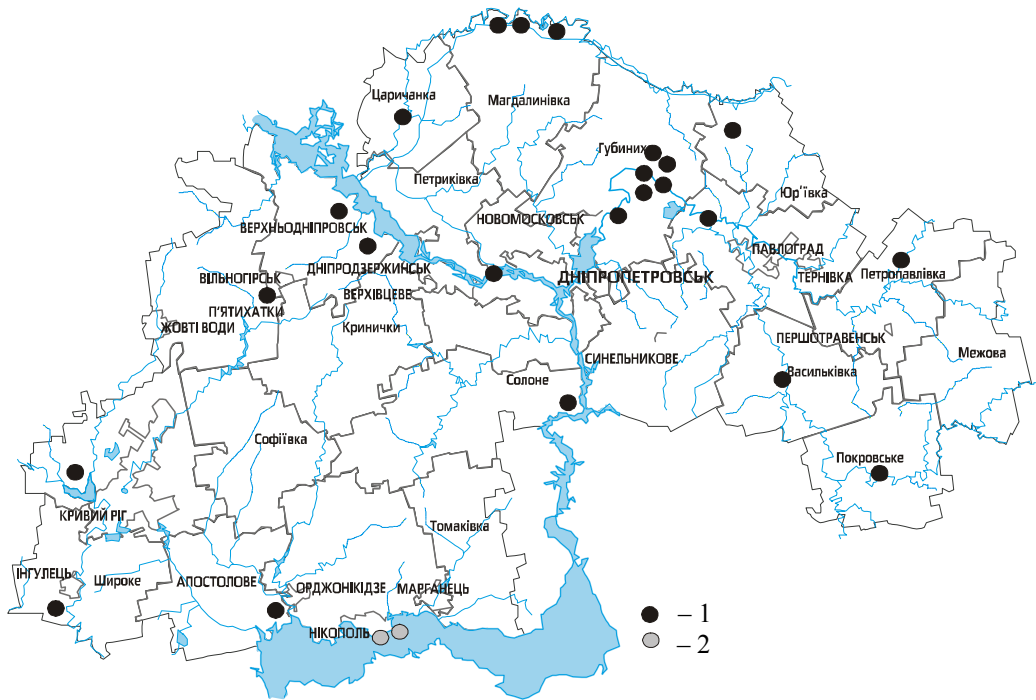 Царичанка
Магдалинівка
Губиних
Петриківка
Юр'ївка
НОВОМОСКОВСЬК
ВЕРХНЬОДНІПРОВСЬК
ПАВЛОГРАД
ДНІПРОДЗЕРЖИНСЬК
ДНІПРОПЕТРОВСЬК
ТЕРНІВКА
Петропавлівка
ВІЛЬНОГІРСЬК
ВЕРХІВЦЕВЕ
П'ЯТИХАТКИ
ЖОВТІ ВОДИ
Кринички
ПЕРШОТРАВЕНСЬК
Межова
СИНЕЛЬНИКОВЕ
Васильківка
Солоне
Софіївка
Покровське
КРИВИЙ РІГ
Томаківка
ІНГУЛЕЦЬ
Широке
АПОСТОЛОВЕ
ОРДЖОНІКІДЗЕ
МАРГАНЕЦЬ
НІКОПОЛЬ
– 1
– 2